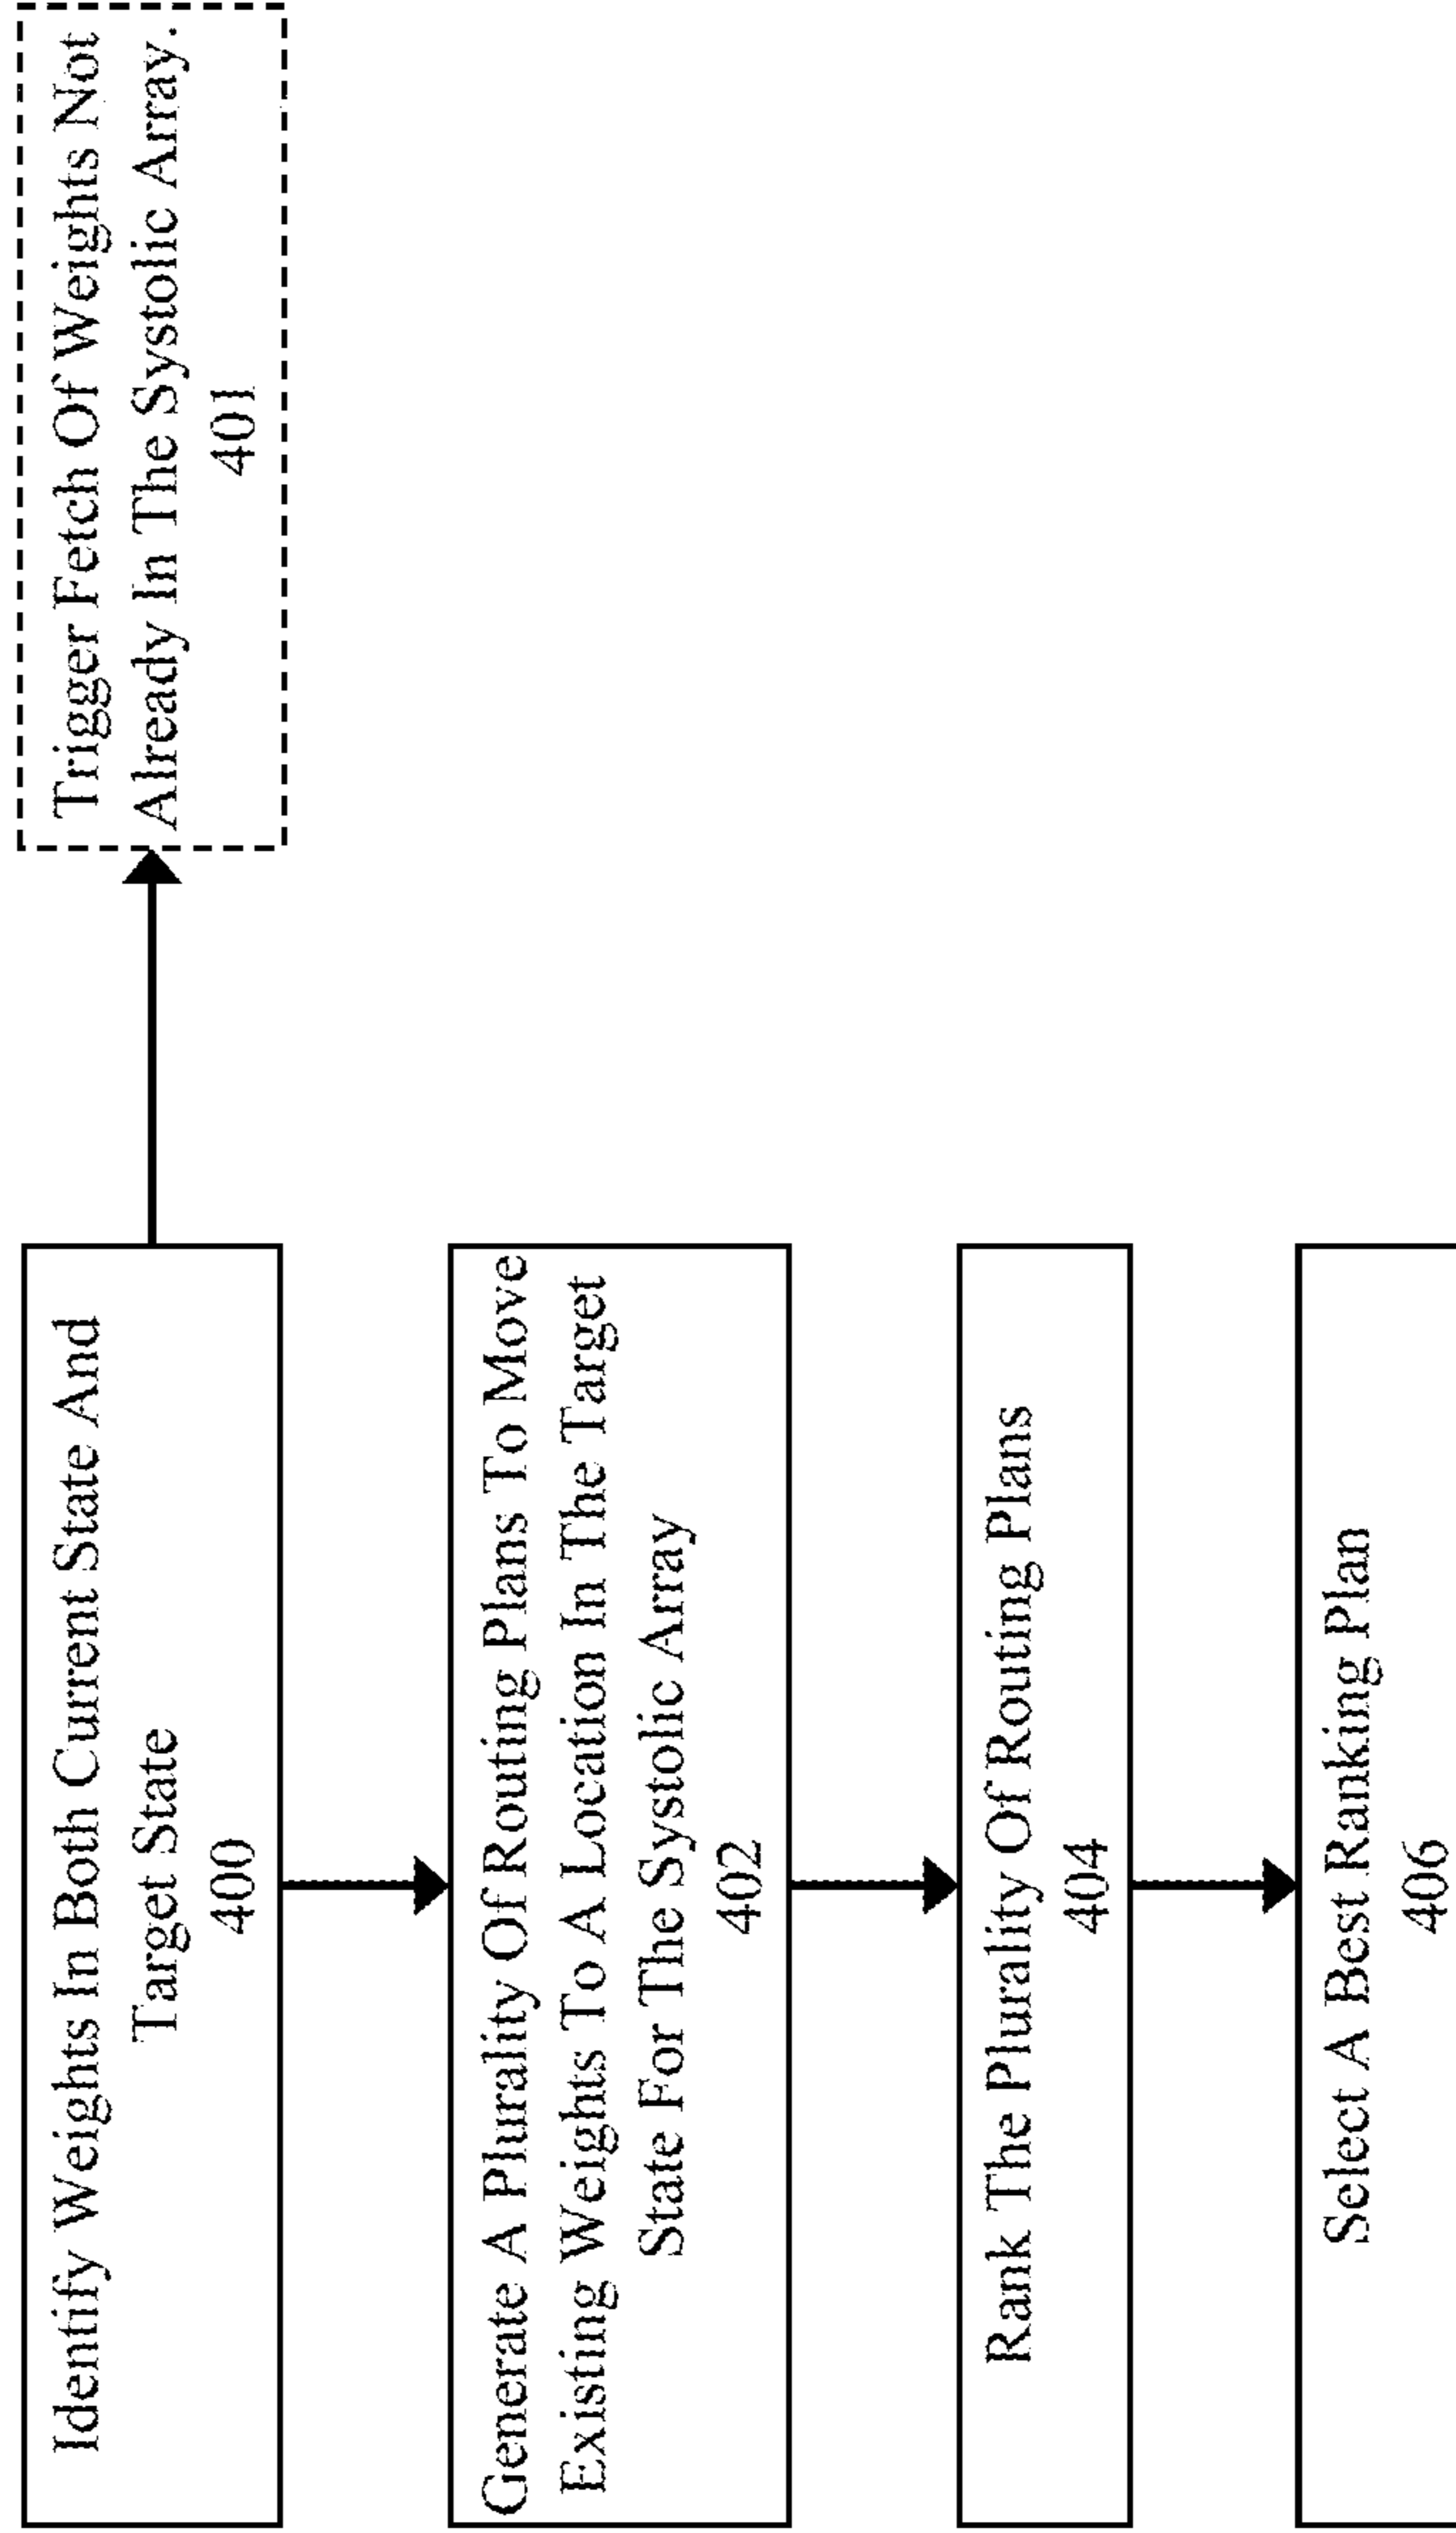 Identify Weights In Both Current State And
Target State
400
Trigger Fetch Of Weights Not
Already In The Systolic Array.
401
Generate A Plurality Of Routing Plans To Move
Existing Weights To A Location In The Target
State For The Systolic Array
402
Rank The Plurality Of Routing Plans
404
Select A Best Ranking Plan
406